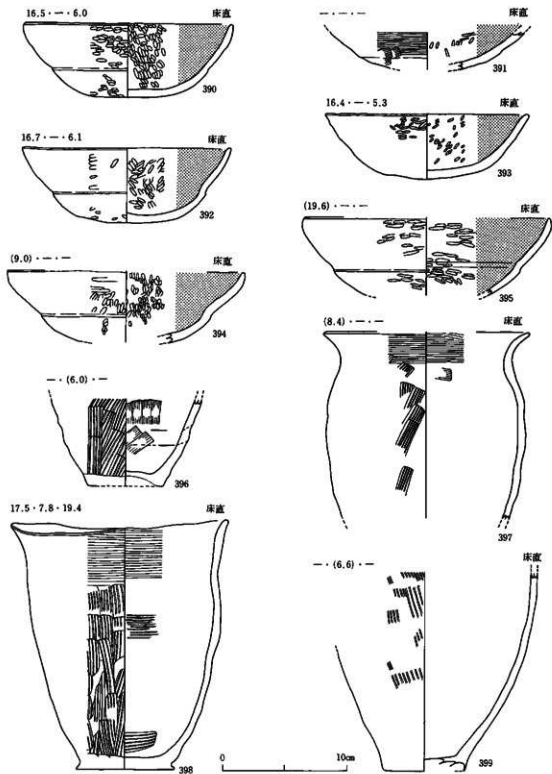 16.5・—・6.0 床直
390
—・—・— 床直
391
16.7・—・6.1 床直
392
16.4・—・5.3 床直
393
(9.0)・—・— 床直
394
(19.6)・—・— 床直
395
—・(6.0)・—
396
(8.4)・—・— 床直
397
17.5・7.8・19.4 床直
398
—・(6.6)・—
399
0 10cm